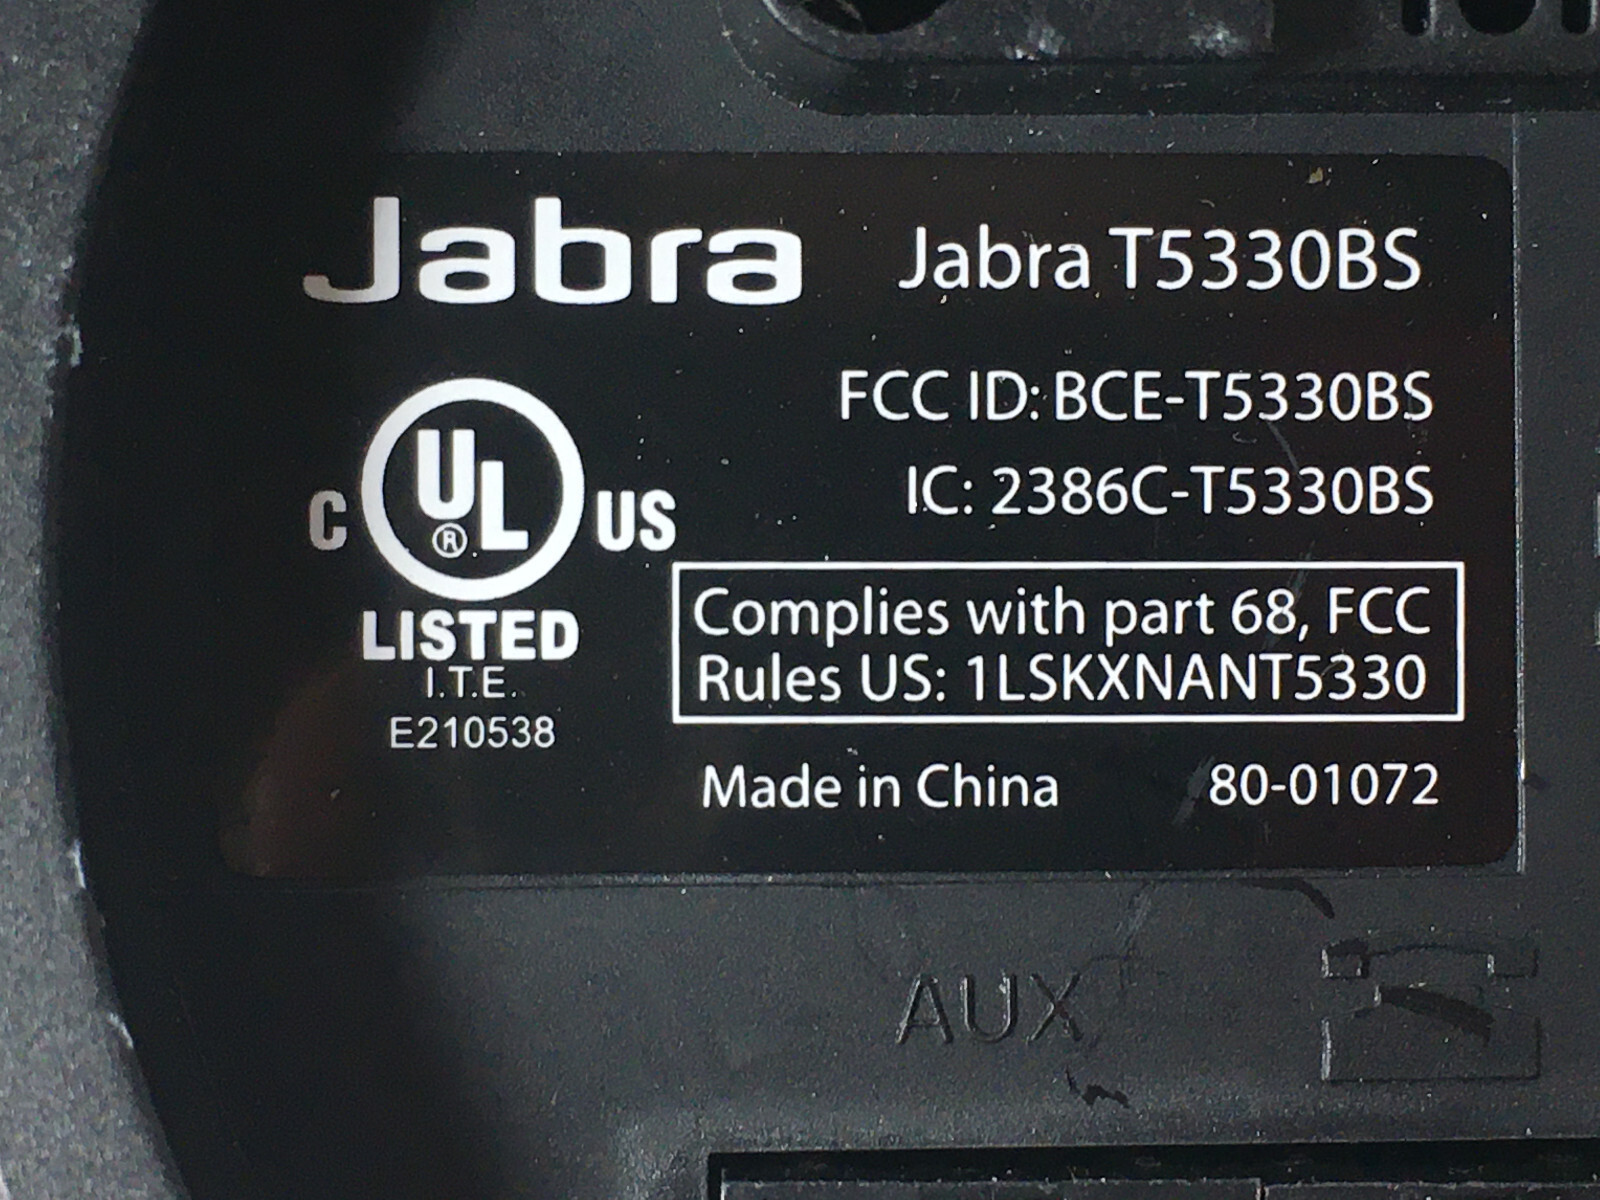 Jabra
Jabra T5330BS
FCC ID: BCE-T5330BS
IC: 2386C-T5330BS
C UL ® US
LISTED
I.T.E.
E210538
Complies with part 68, FCC
Rules US: 1LSKXNANT5330
Made in China
80-01072
AUX